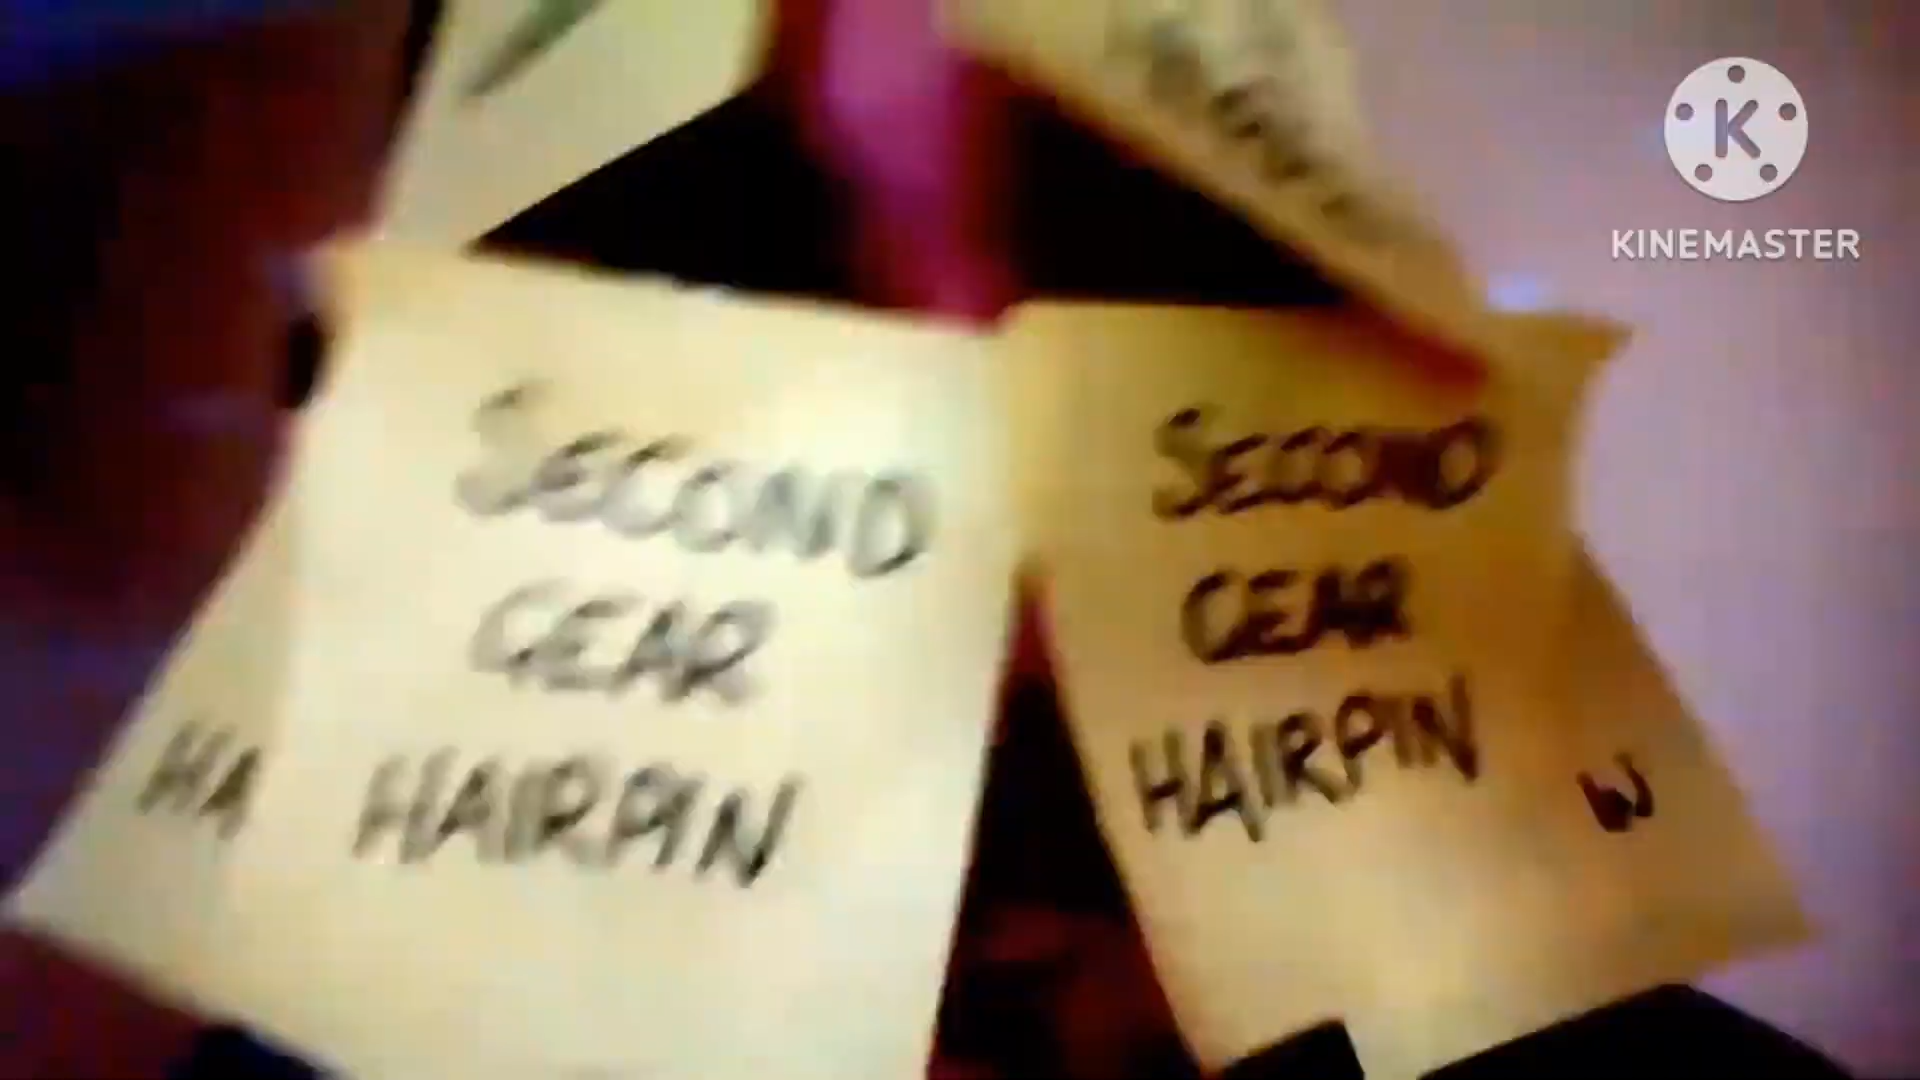 K
KINEMASTER
SECOND
GEAR
HAIRPIN
SECOND
GEAR
HAIRPIN
HA
W